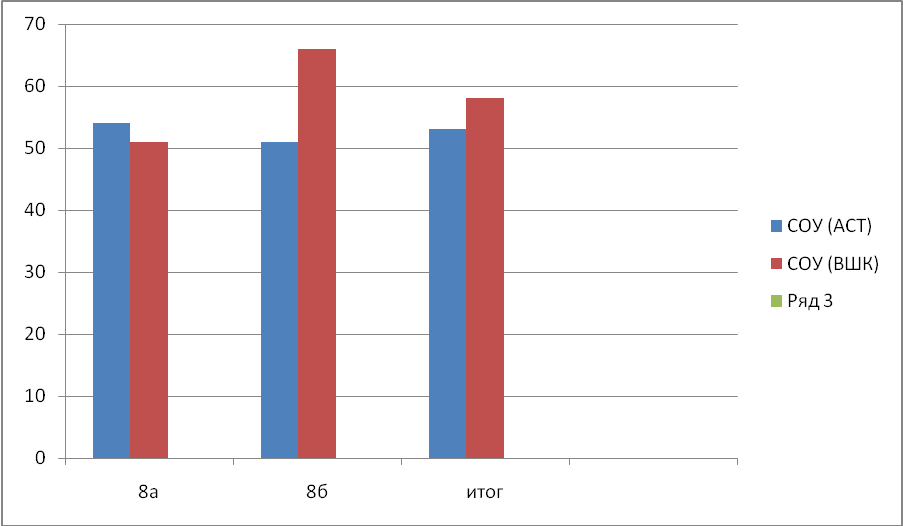 70
60
50
40
30
20
10
0
8а
8б
итог
СОУ (АСТ)
СОУ (ВШК)
Ряд 3